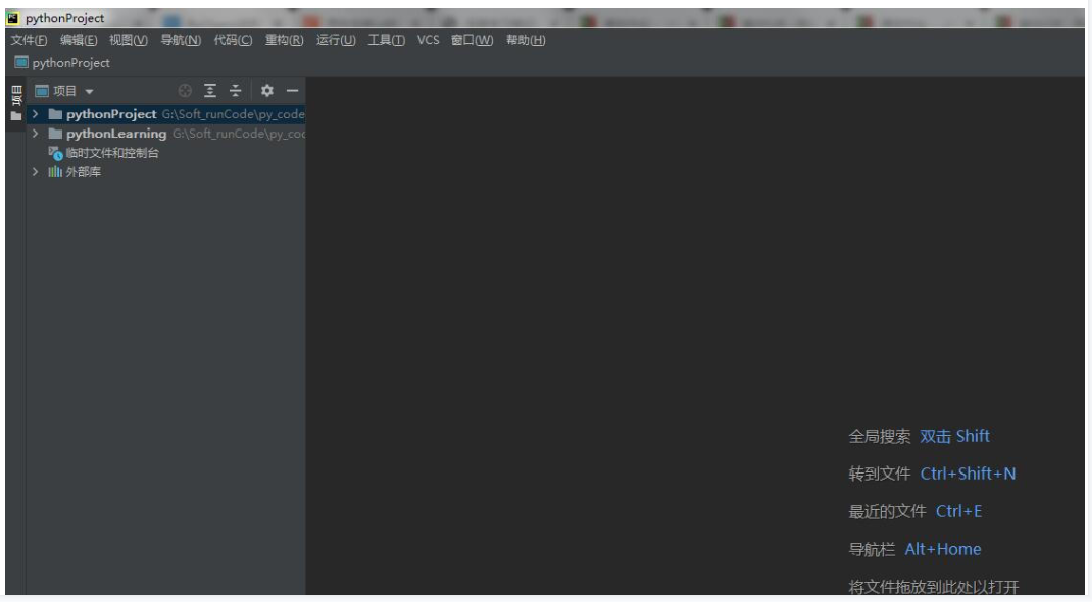 pythonProject
文件(F) 编辑(E) 视图(V) 导航(N) 代码(C) 重构(R) 运行(U) 工具(T) VCS 窗口(W) 帮助(H)
pythonProject
项目
项目
pythonProject G:\Soft_runCode\py_code
pythonLearning G:\Soft_runCode\py_coc
临时文件和控制台
外部库
全局搜索 双击 Shift
转到文件 Ctrl+Shift+N
最近的文件 Ctrl+E
导航栏 Alt+Home
将文件拖放到此处以打开